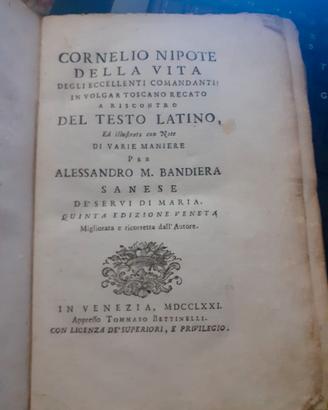 CORNELIO NIPOTE
DELLA VITA
DEGLI ECCELLENTI COMANDANTI:
IN VOLGAR TOSCANO RECATO
A RISCONTRO
DEL TESTO LATINO,
Ed illustrata con Note
DI VARIE MANIERE
PER
ALESSANDRO M. BANDIERA
SANESE
DE' SERVI DI MARIA.
QUINTA EDIZIONE VENETA
Migliorata e ricorretta dall'Autore.
IN VENEZIA, MDCCLXXI.
Appresso TOMMASO BETTINELLI.
CON LICENZA DE' SUPERIORI, E PRIVILEGIO.